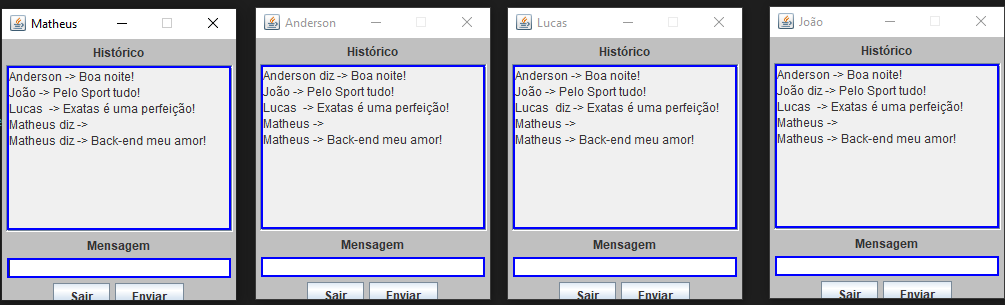 Matheus
Histórico
Anderson -> Boa noite!
João -> Pelo Sport tudo!
Lucas  -> Exatas é uma perfeição!
Matheus diz ->
Matheus diz -> Back-end meu amor!
Mensagem
Sair
Enviar
Anderson
Histórico
Anderson diz -> Boa noite!
João -> Pelo Sport tudo!
Lucas  -> Exatas é uma perfeição!
Matheus ->
Matheus -> Back-end meu amor!
Mensagem
Sair
Enviar
Lucas
Histórico
Anderson -> Boa noite!
João -> Pelo Sport tudo!
Lucas  diz -> Exatas é uma perfeição!
Matheus ->
Matheus -> Back-end meu amor!
Mensagem
Sair
Enviar
João
Histórico
Anderson -> Boa noite!
João diz -> Pelo Sport tudo!
Lucas  -> Exatas é uma perfeição!
Matheus ->
Matheus -> Back-end meu amor!
Mensagem
Sair
Enviar